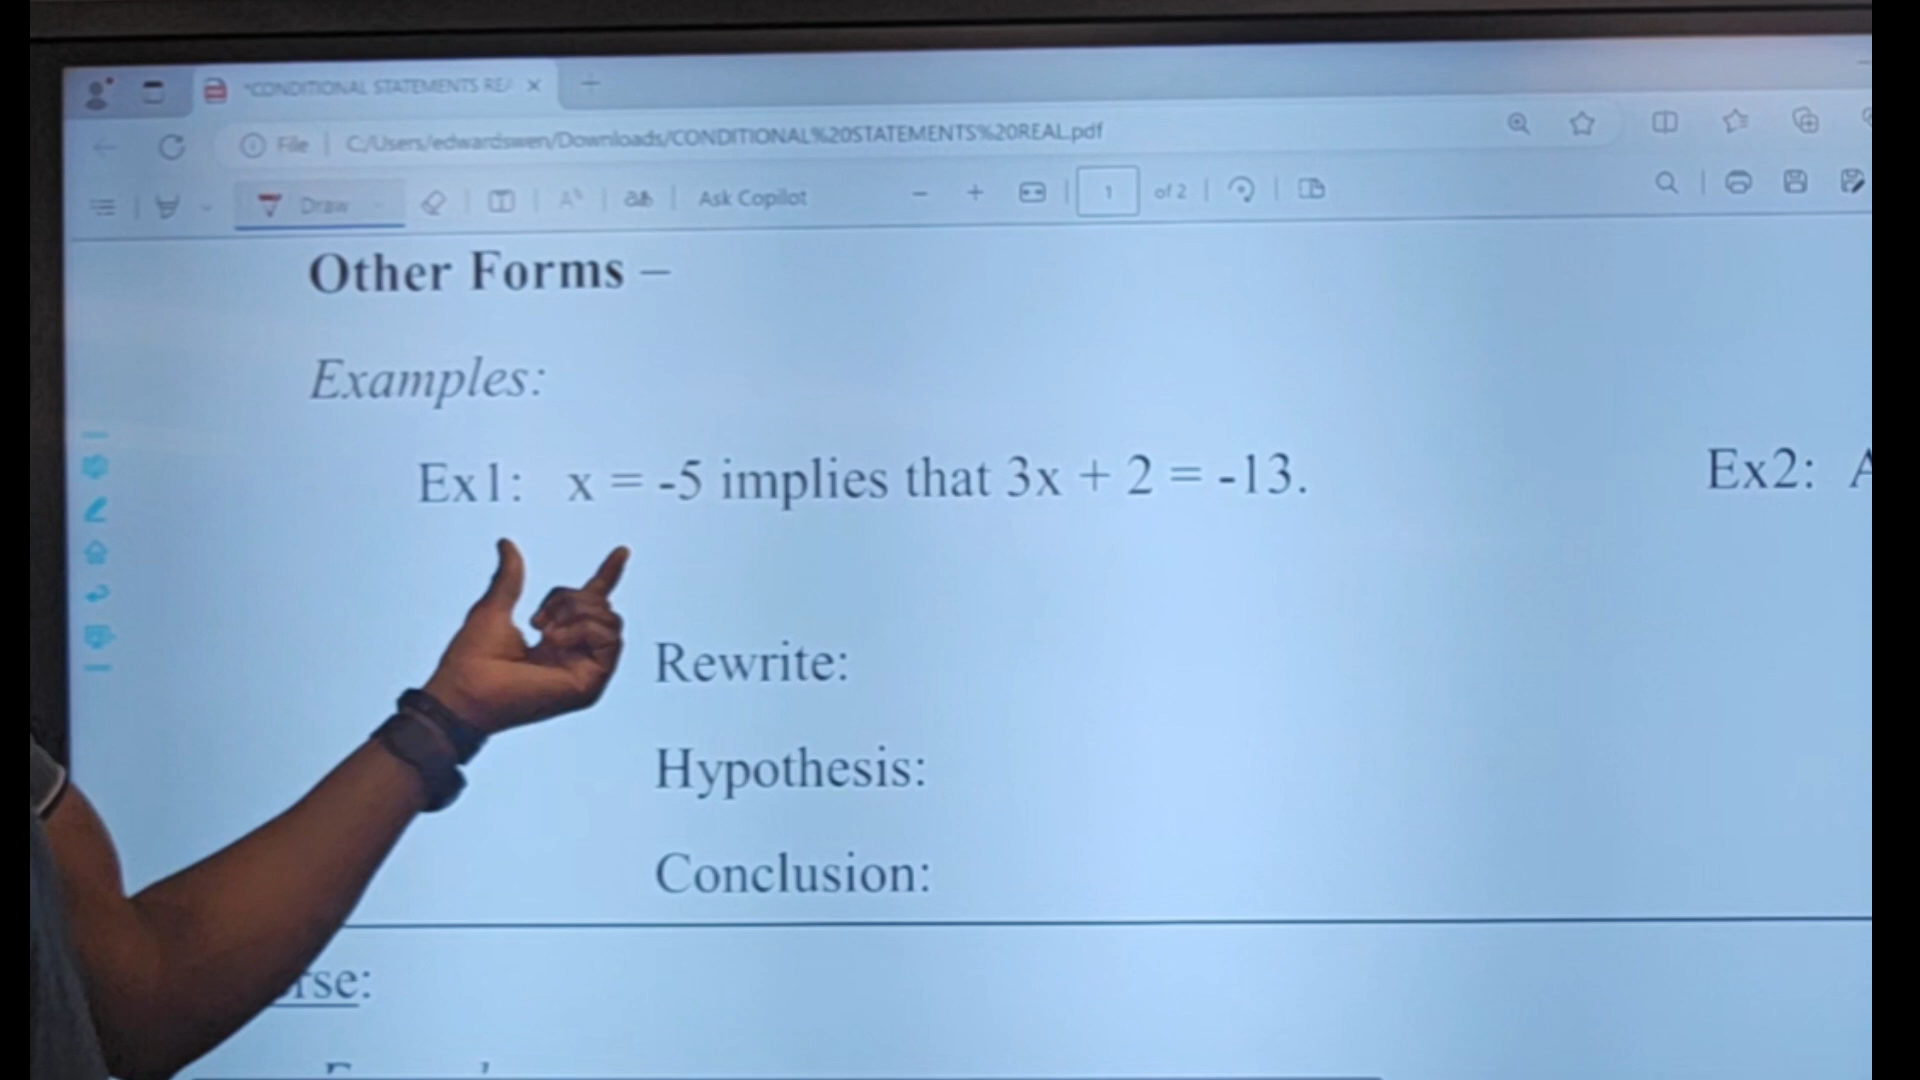 *CONDITIONAL STATEMENTS REA
File | C:/Users/edwardswen/Downloads/CONDITIONAL%20STATEMENTS%20REAL.pdf
Draw Ask Copilot 1 of 2
Other Forms –
Examples:
Ex1: x = -5 implies that 3x + 2 = -13. Ex2: A
Rewrite:
Hypothesis:
Conclusion:
rse: